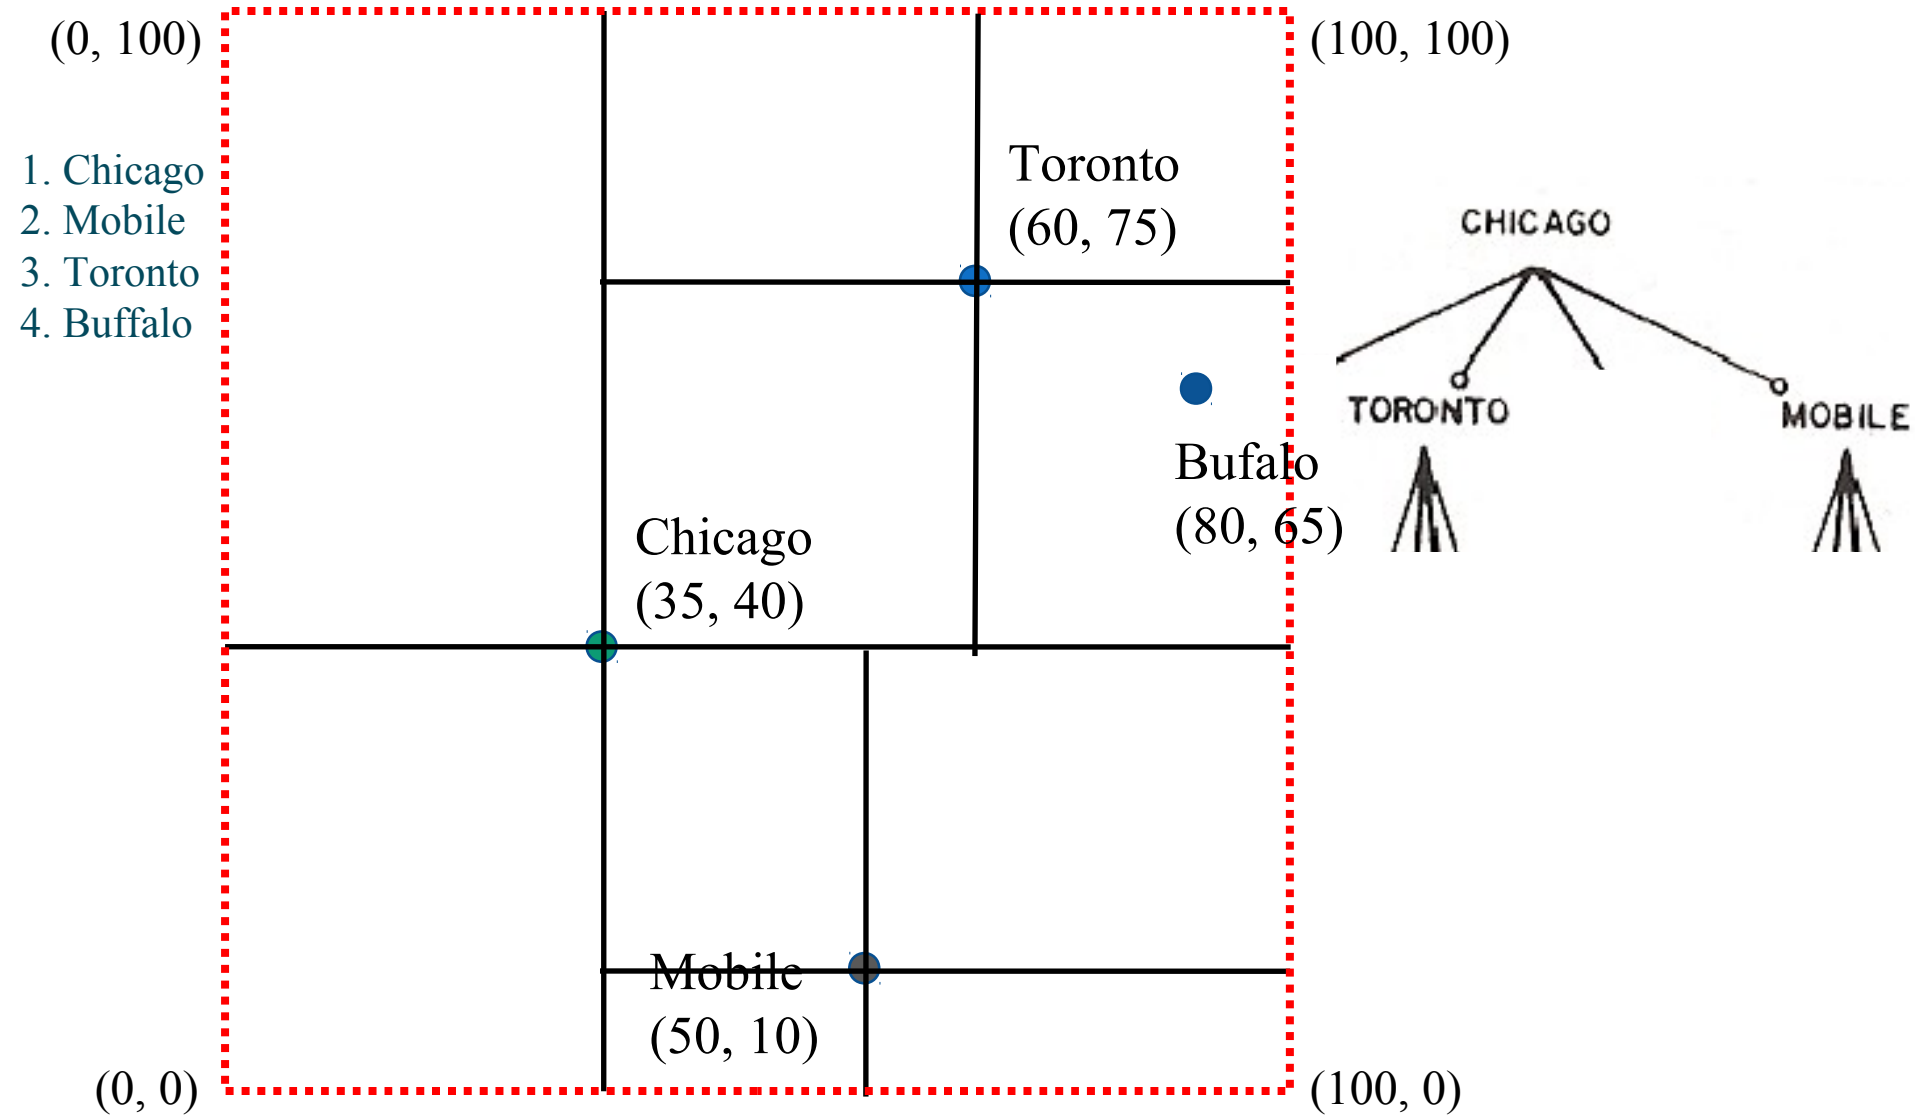 (0, 100)
(100, 100)
1. Chicago
2. Mobile
3. Toronto
4. Buffalo
Toronto
(60, 75)
Bufalo
(80, 65)
Chicago
(35, 40)
Mobile
(50, 10)
(0, 0)
(100, 0)
CHICAGO
TORONTO
MOBILE